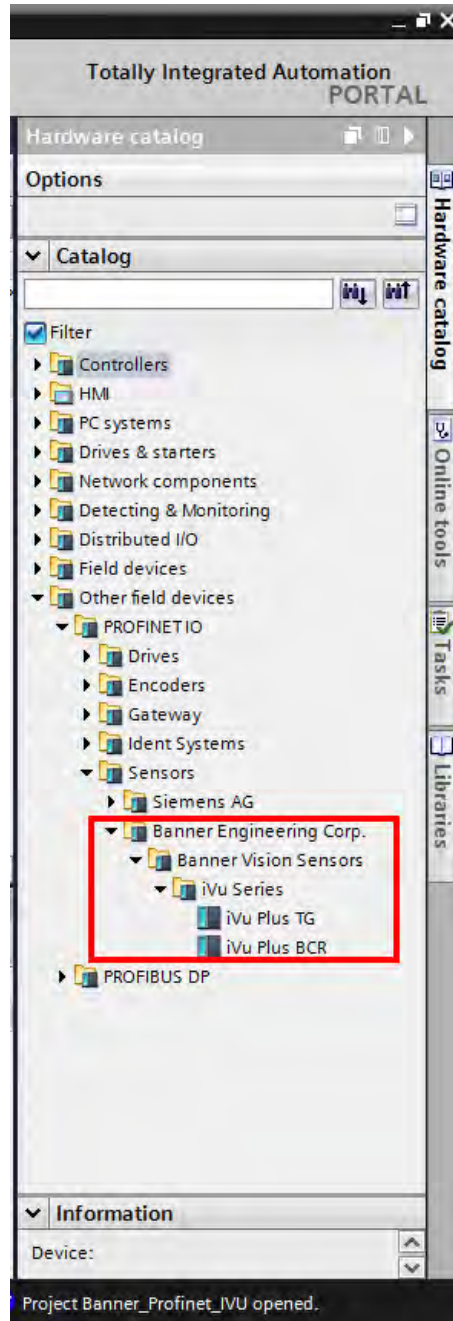 Totally Integrated Automation
PORTAL
Hardware catalog
Options
Catalog
Filter
Controllers
HMI
PC systems
Drives & starters
Network components
Detecting & Monitoring
Distributed I/O
Field devices
Other field devices
PROFINET IO
Drives
Encoders
Gateway
Ident Systems
Sensors
Siemens AG
Banner Engineering Corp.
Banner Vision Sensors
iVu Series
iVu Plus TG
iVu Plus BCR
PROFIBUS DP
Information
Device:
Project Banner_Profinet_IVU opened.
Hardware catalog
Online tools
Tasks
Libraries